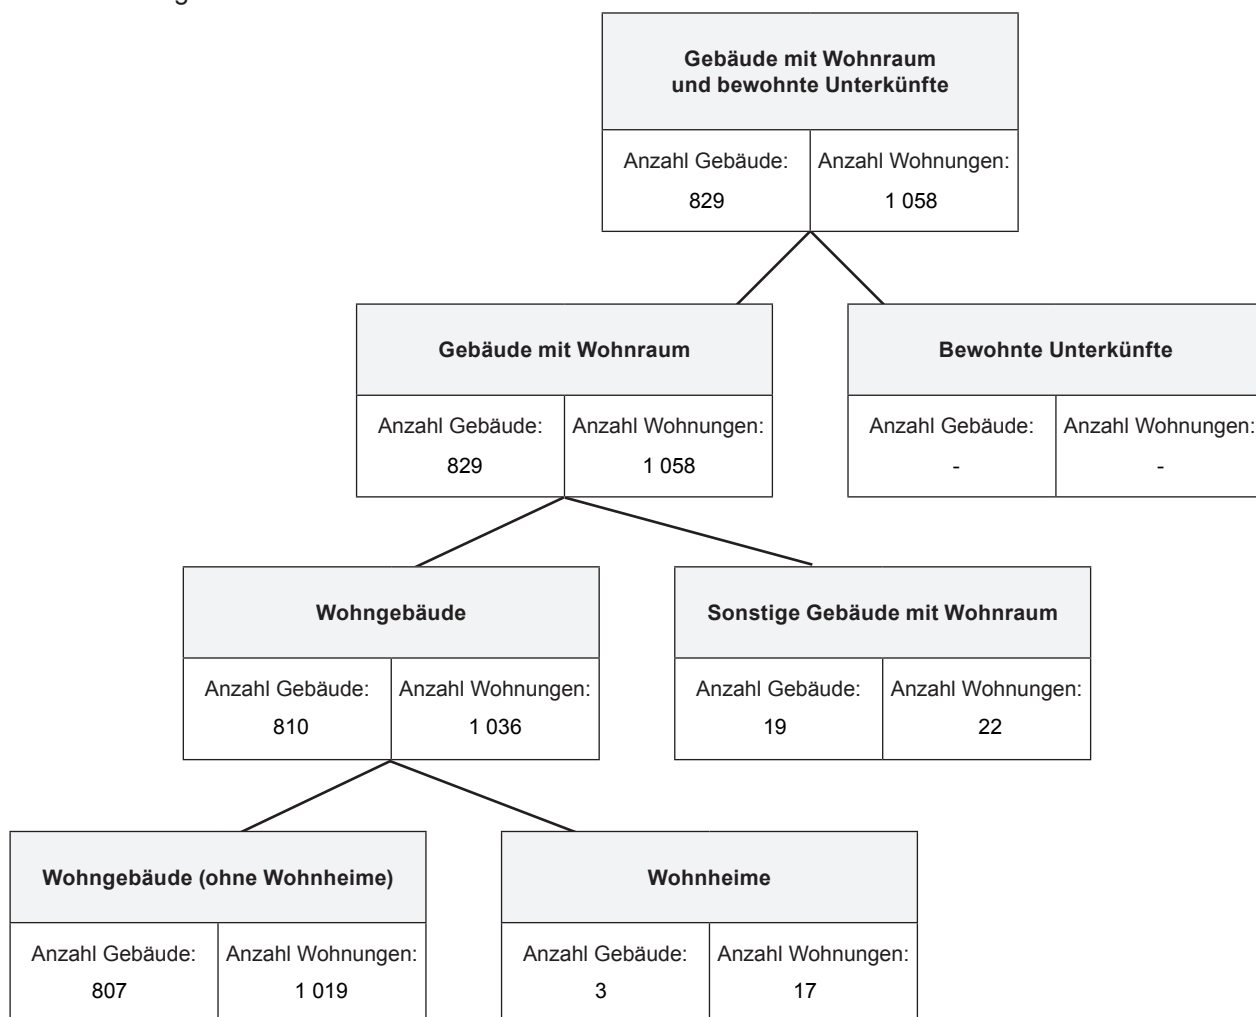 Gebäude mit Wohnraum
und bewohnte Unterkünfte
Anzahl Gebäude: Anzahl Wohnungen:
829 1 058
Gebäude mit Wohnraum
Anzahl Gebäude: Anzahl Wohnungen:
829 1 058
Bewohnte Unterkünfte
Anzahl Gebäude: Anzahl Wohnungen:
- -
Wohngebäude
Anzahl Gebäude: Anzahl Wohnungen:
810 1 036
Sonstige Gebäude mit Wohnraum
Anzahl Gebäude: Anzahl Wohnungen:
19 22
Wohngebäude (ohne Wohnheime)
Anzahl Gebäude: Anzahl Wohnungen:
807 1 019
Wohnheime
Anzahl Gebäude: Anzahl Wohnungen:
3 17